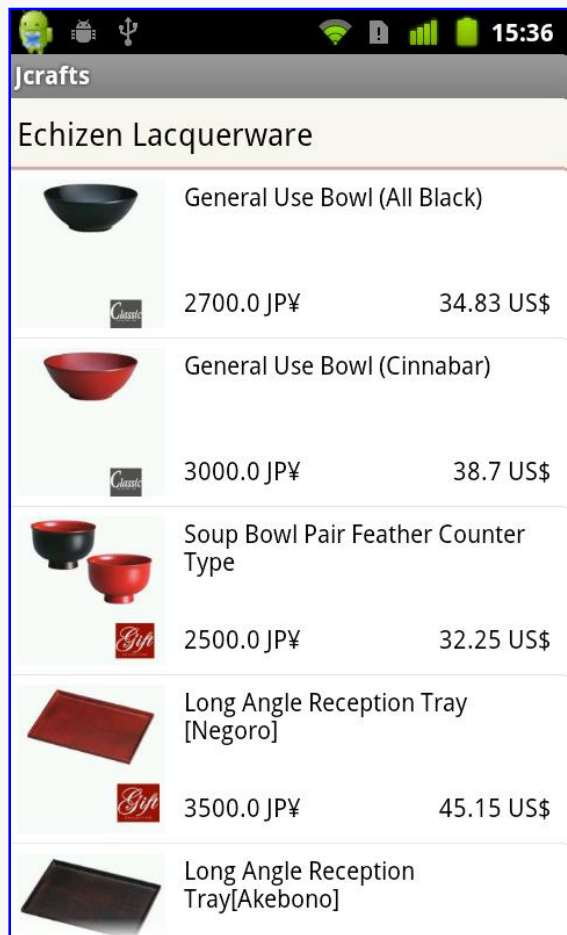 15:36
Jcrafts
Echizen Lacquerware
General Use Bowl (All Black)
Classic
2700.0 JP¥ 34.83 US$
General Use Bowl (Cinnabar)
Classic
3000.0 JP¥ 38.7 US$
Soup Bowl Pair Feather Counter
Type
Gift
2500.0 JP¥ 32.25 US$
Long Angle Reception Tray
[Negoro]
Gift
3500.0 JP¥ 45.15 US$
Long Angle Reception
Tray[Akebono]